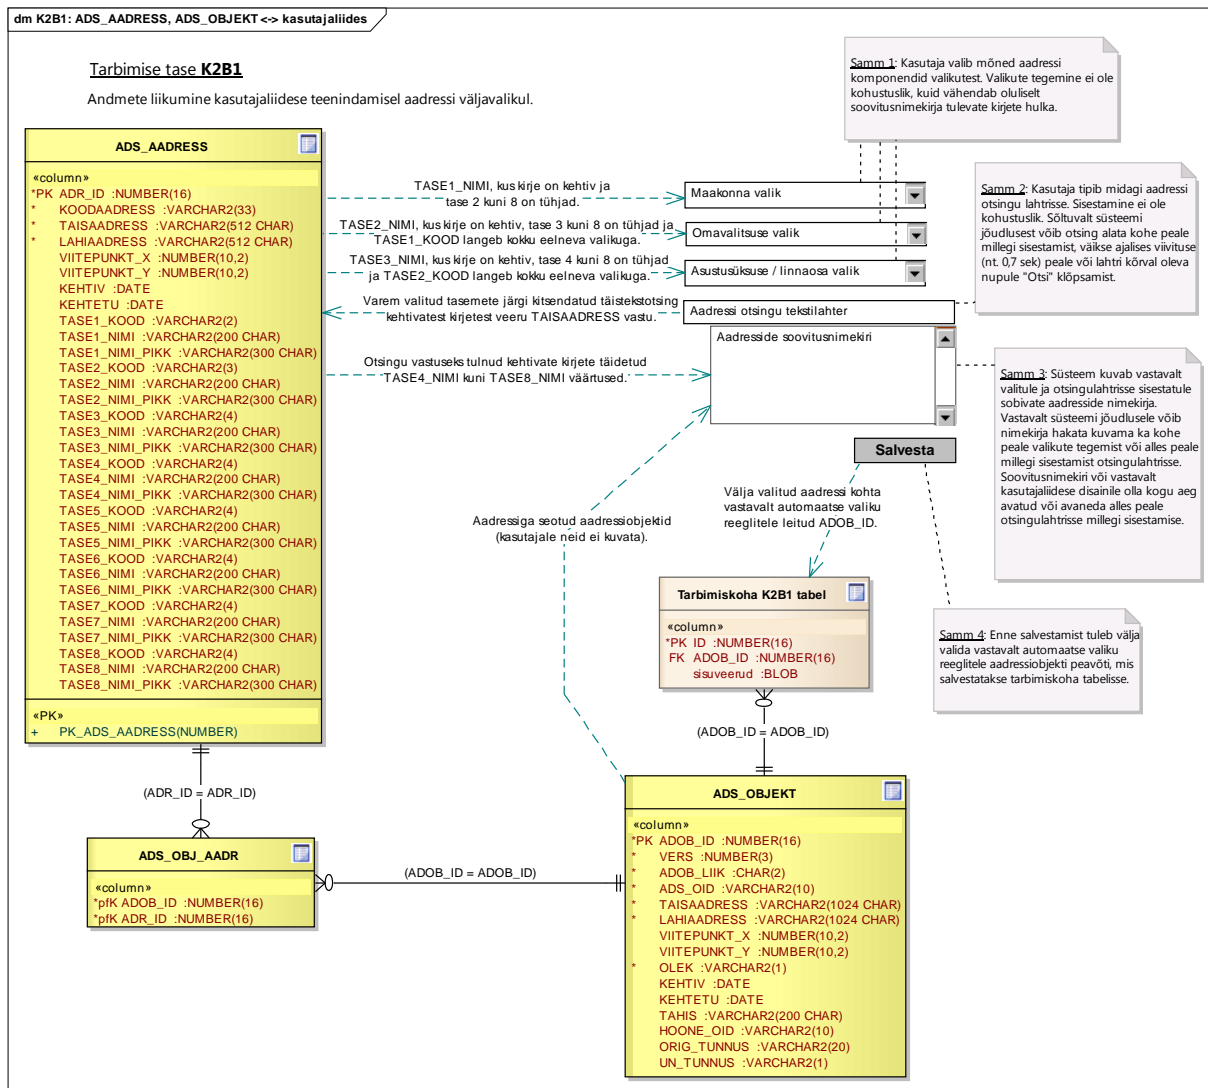 dm K2B1: ADS_AADRESS, ADS_OBJEKT <-> kasutajaliides
Tarbimise tase K2B1
Andmete liikumine kasutajaliidese teenindamisel aadressi väljavalikul.
ADS_AADRESS
«column»
*PK ADR_ID :NUMBER(16)
* KOODAADRESS :VARCHAR2(33)
* TAISAADRESS :VARCHAR2(512 CHAR)
* LAHIAADRESS :VARCHAR2(512 CHAR)
VIITEPUNKT_X :NUMBER(10,2)
VIITEPUNKT_Y :NUMBER(10,2)
KEHTIV :DATE
KEHTETU :DATE
TASE1_KOOD :VARCHAR2(2)
TASE1_NIMI :VARCHAR2(200 CHAR)
TASE1_NIMI_PIKK :VARCHAR2(300 CHAR)
TASE2_KOOD :VARCHAR2(3)
TASE2_NIMI :VARCHAR2(200 CHAR)
TASE2_NIMI_PIKK :VARCHAR2(300 CHAR)
TASE3_KOOD :VARCHAR2(4)
TASE3_NIMI :VARCHAR2(200 CHAR)
TASE3_NIMI_PIKK :VARCHAR2(300 CHAR)
TASE4_KOOD :VARCHAR2(4)
TASE4_NIMI :VARCHAR2(200 CHAR)
TASE4_NIMI_PIKK :VARCHAR2(300 CHAR)
TASE5_KOOD :VARCHAR2(4)
TASE5_NIMI :VARCHAR2(200 CHAR)
TASE5_NIMI_PIKK :VARCHAR2(300 CHAR)
TASE6_KOOD :VARCHAR2(4)
TASE6_NIMI :VARCHAR2(200 CHAR)
TASE6_NIMI_PIKK :VARCHAR2(300 CHAR)
TASE7_KOOD :VARCHAR2(4)
TASE7_NIMI :VARCHAR2(200 CHAR)
TASE7_NIMI_PIKK :VARCHAR2(300 CHAR)
TASE8_KOOD :VARCHAR2(4)
TASE8_NIMI :VARCHAR2(200 CHAR)
TASE8_NIMI_PIKK :VARCHAR2(300 CHAR)
«PK»
+ PK_ADS_AADRESS(NUMBER)
TASE1_NIMI, kus kirje on kehtiv ja
tase 2 kuni 8 on tühjad.
TASE2_NIMI, kus kirje on kehtiv, tase 3 kuni 8 on tühjad ja
TASE1_KOOD langeb kokku eelneva valikuga.
TASE3_NIMI, kus kirje on kehtiv, tase 4 kuni 8 on tühjad
ja TASE2_KOOD langeb kokku eelneva valikuga.
Varem valitud tasemete järgi kitsendatud täistekstotsing
kehtivatest kirjetest veeru TAISAADRESS vastu.
Otsingu vastuseks tulnud kehtivate kirjete täidetud
TASE4_NIMI kuni TASE8_NIMI väärtused.
Maakonna valik
Omavalitsuse valik
Asustusüksuse / linnaosa valik
Aadressi otsingu tekstilahter
Aadresside soovitusnimekiri
Salvesta
Samm 1: Kasutaja valib mõned aadressi
komponendid valikutest. Valikute tegemine ei ole
kohustuslik, kuid vähendab oluliselt
soovitusnimekirja tulevate kirjete hulka.
Samm 2: Kasutaja tipib midagi aadressi
otsingu lahtrisse. Sisestamine ei ole
kohustuslik. Sõltuvalt süsteemi
jõudlusest võib otsing alata kohe peale
millegi sisestamist, väikse ajalises viivituse
(nt. 0,7 sek) peale või lahtri kõrval oleva
nupule "Otsi" klõpsamist.
Samm 3: Süsteem kuvab vastavalt
valitule ja otsingulahtrisse sisestatule
sobivate aadresside nimekirja.
Vastavalt süsteemi jõudlusele võib
nimekirja hakata kuvama ka kohe
peale valikute tegemist või alles peale
millegi sisestamist otsingulahtrisse.
Soovitusnimekiri või vastavalt
kasutajaliidese disainile olla kogu aeg
avatud või avaneda alles peale
otsingulahtrisse millegi sisestamise.
Samm 4: Enne salvestamist tuleb välja
valida vastavalt automaatse valiku
reeglitele aadressiobjekti peavõti, mis
salvestatakse tarbimiskoha tabelisse.
Välja valitud aadressi kohta
vastavalt automaatse valiku
reeglitele leitud ADOB_ID.
Aadressiga seotud aadressiobjektid
(kasutajale neid ei kuvata).
Tarbimiskoha K2B1 tabel
«column»
*PK ID :NUMBER(16)
FK ADOB_ID :NUMBER(16)
sisuveerud :BLOB
(ADOB_ID = ADOB_ID)
(ADR_ID = ADR_ID)
ADS_OBJ_AADR
«column»
*pfK ADOB_ID :NUMBER(16)
*pfK ADR_ID :NUMBER(16)
(ADOB_ID = ADOB_ID)
ADS_OBJEKT
«column»
*PK ADOB_ID :NUMBER(16)
* VERS :NUMBER(3)
* ADOB_LIIK :CHAR(2)
* ADS_OID :VARCHAR2(10)
* TAISAADRESS :VARCHAR2(1024 CHAR)
* LAHIAADRESS :VARCHAR2(1024 CHAR)
VIITEPUNKT_X :NUMBER(10,2)
VIITEPUNKT_Y :NUMBER(10,2)
* OLEK :VARCHAR2(1)
KEHTIV :DATE
KEHTETU :DATE
TAHIS :VARCHAR2(200 CHAR)
HOONE_OID :VARCHAR2(10)
ORIG_TUNNUS :VARCHAR2(20)
UN_TUNNUS :VARCHAR2(1)